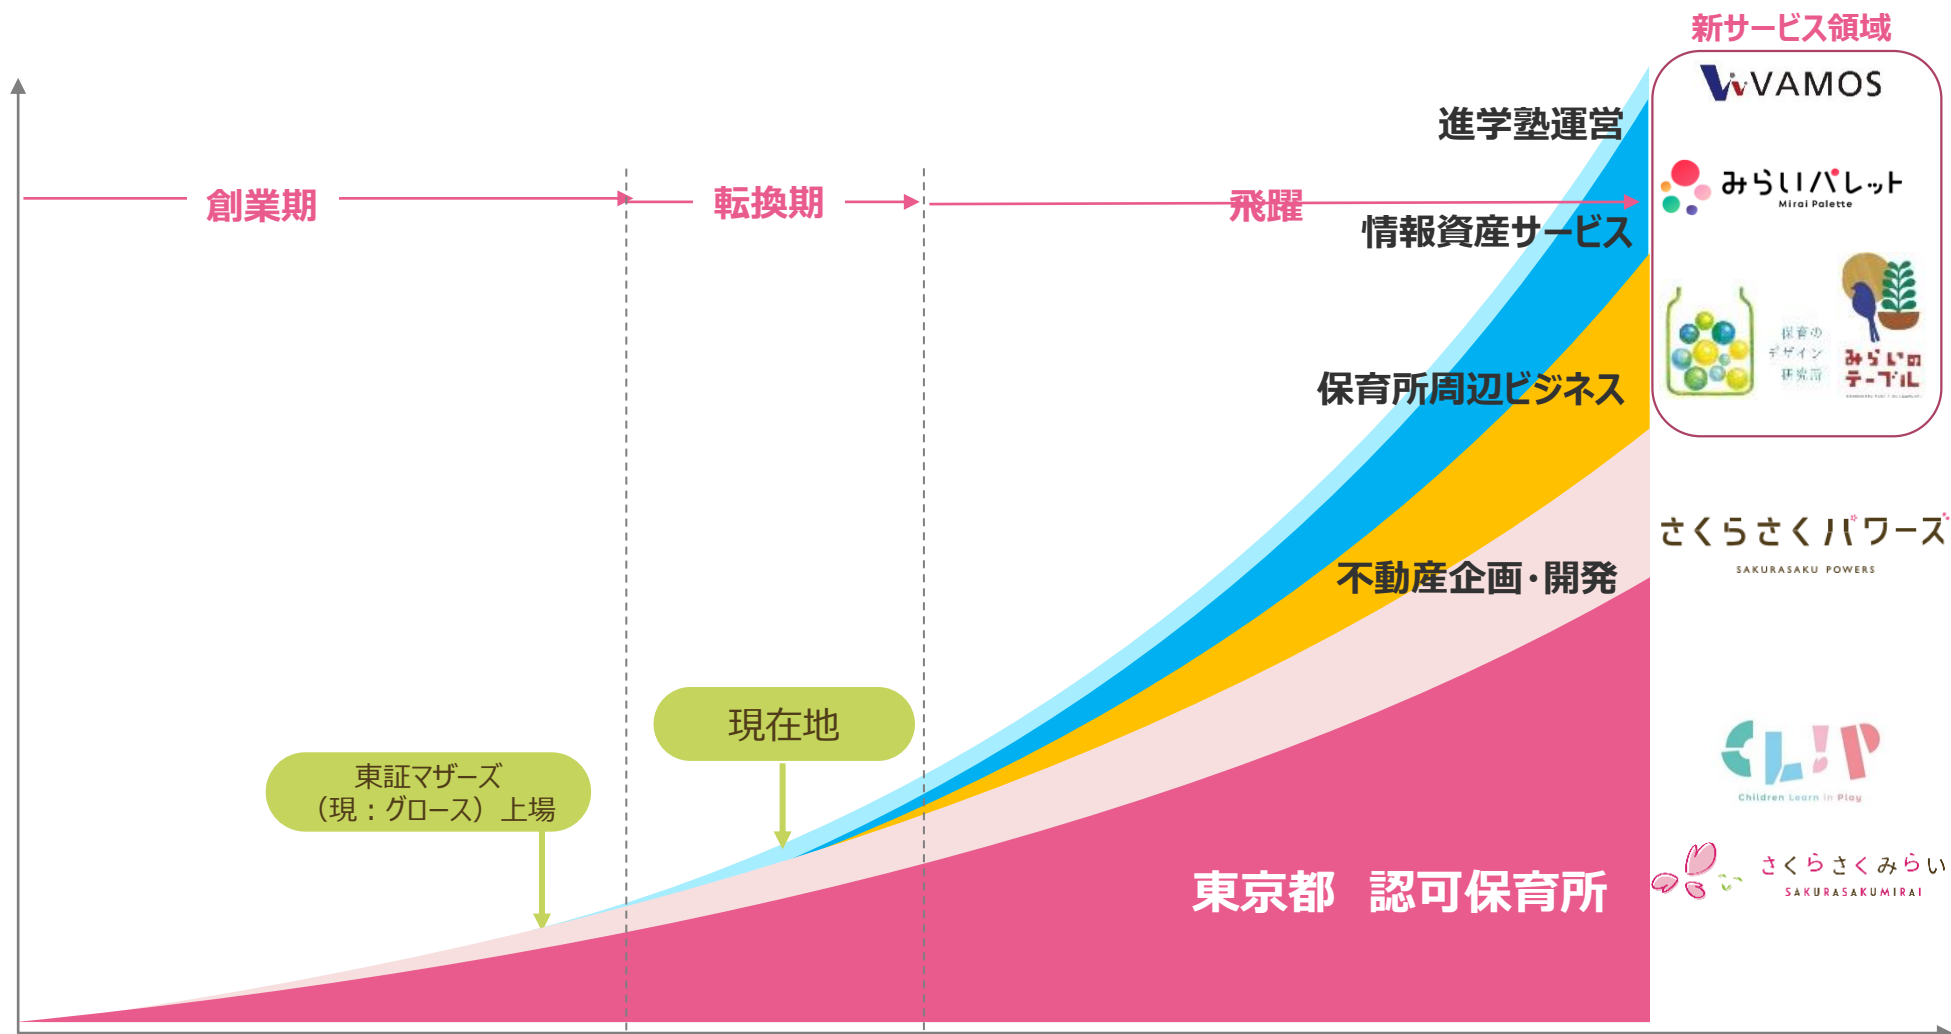 新サービス領域
VAMOS
進学塾運営
みらいパレット
Mirai Palette
創業期
転換期
飛躍
情報資産サービス
保育の
デザイン
研究所
みらいの
テーブル
保育所周辺ビジネス
さくらさくパワーズ
SAKURASAKU POWERS
不動産企画・開発
現在地
東証マザーズ
（現：グロース）上場
CL!P
Children Learn in Play
東京都 認可保育所
さくらさくみらい
SAKURASAKUMIRAI